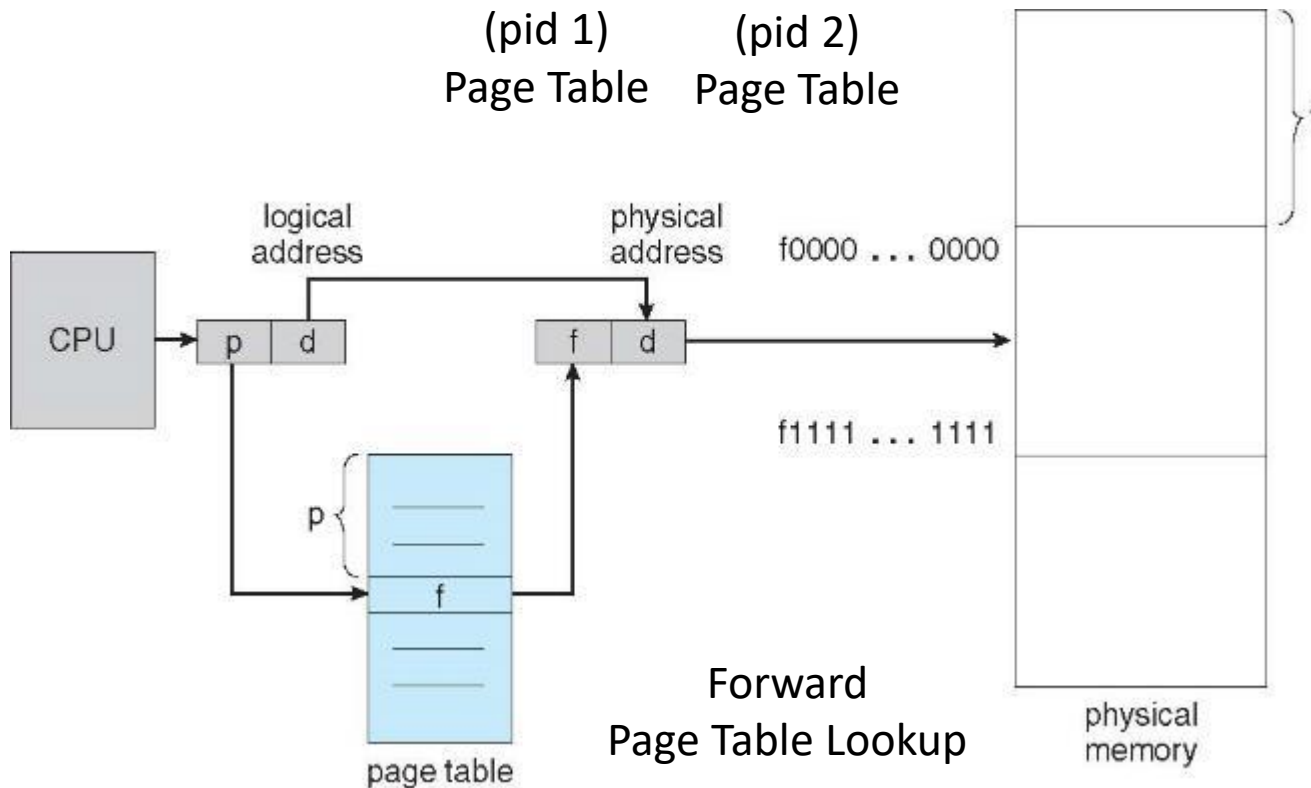 (pid 1)
Page Table
(pid 2)
Page Table
logical
address
physical
address
f0000 ... 0000
CPU
p
d
f
d
f1111 ... 1111
p
f
page table
Forward
Page Table Lookup
physical
memory